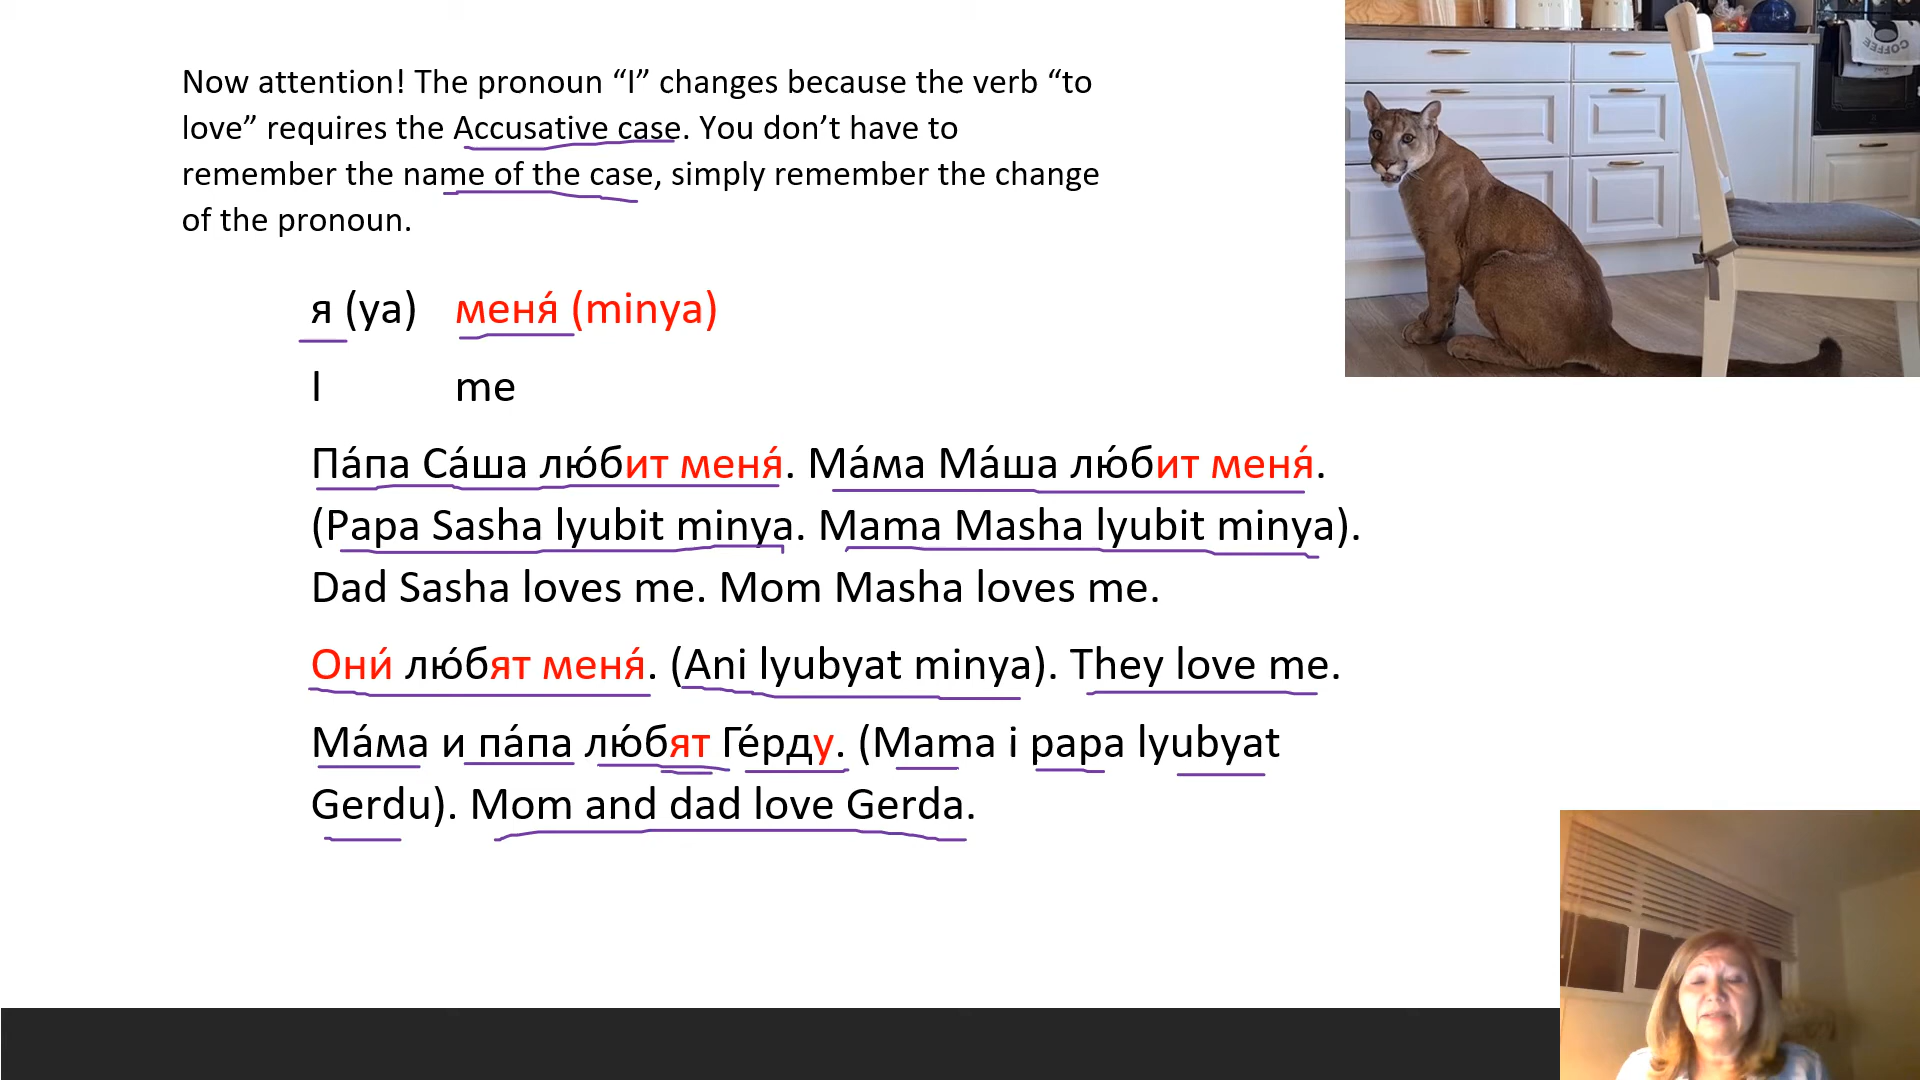 Now attention! The pronoun “I” changes because the verb “to
love” requires the Accusative case. You don’t have to
remember the name of the case, simply remember the change
of the pronoun.
я (ya) меня́ (minya)
I me
Па́па Са́ша лю́бит меня́. Ма́ма Ма́ша лю́бит меня́.
(Papa Sasha lyubit minya. Mama Masha lyubit minya).
Dad Sasha loves me. Mom Masha loves me.
Они́ лю́бят меня́. (Ani lyubyat minya). They love me.
Ма́ма и па́па лю́бят Ге́рду. (Mama i papa lyubyat
Gerdu). Mom and dad love Gerda.
COFFEE